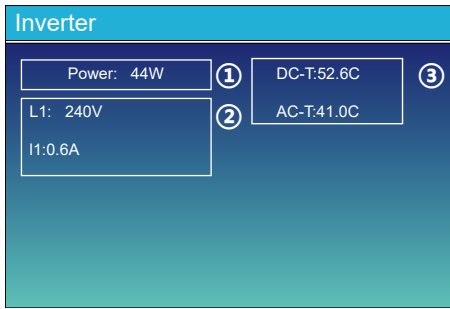 Inverter
Power: 44W
①
L1: 240V
I1:0.6A
②
DC-T:52.6C
AC-T:41.0C
③